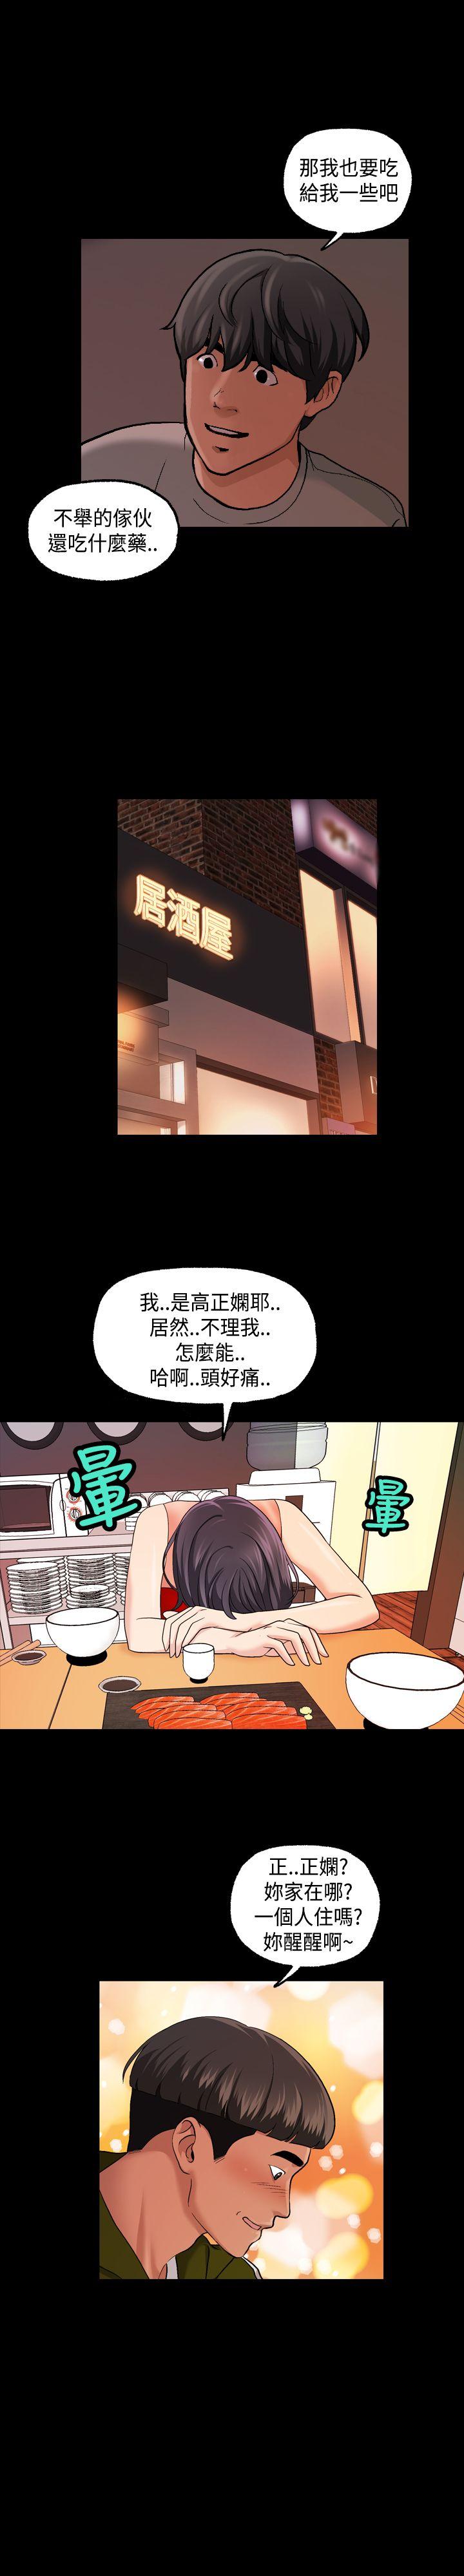 那我也要吃
給我一些吧
不舉的傢伙
還吃什麼藥..
居酒屋
我..是高正嫻耶..
居然..不理我..
怎麼能..
哈啊..頭好痛..
暈
暈
正..正嫻?
妳家在哪?
一個人住嗎?
妳醒醒啊~